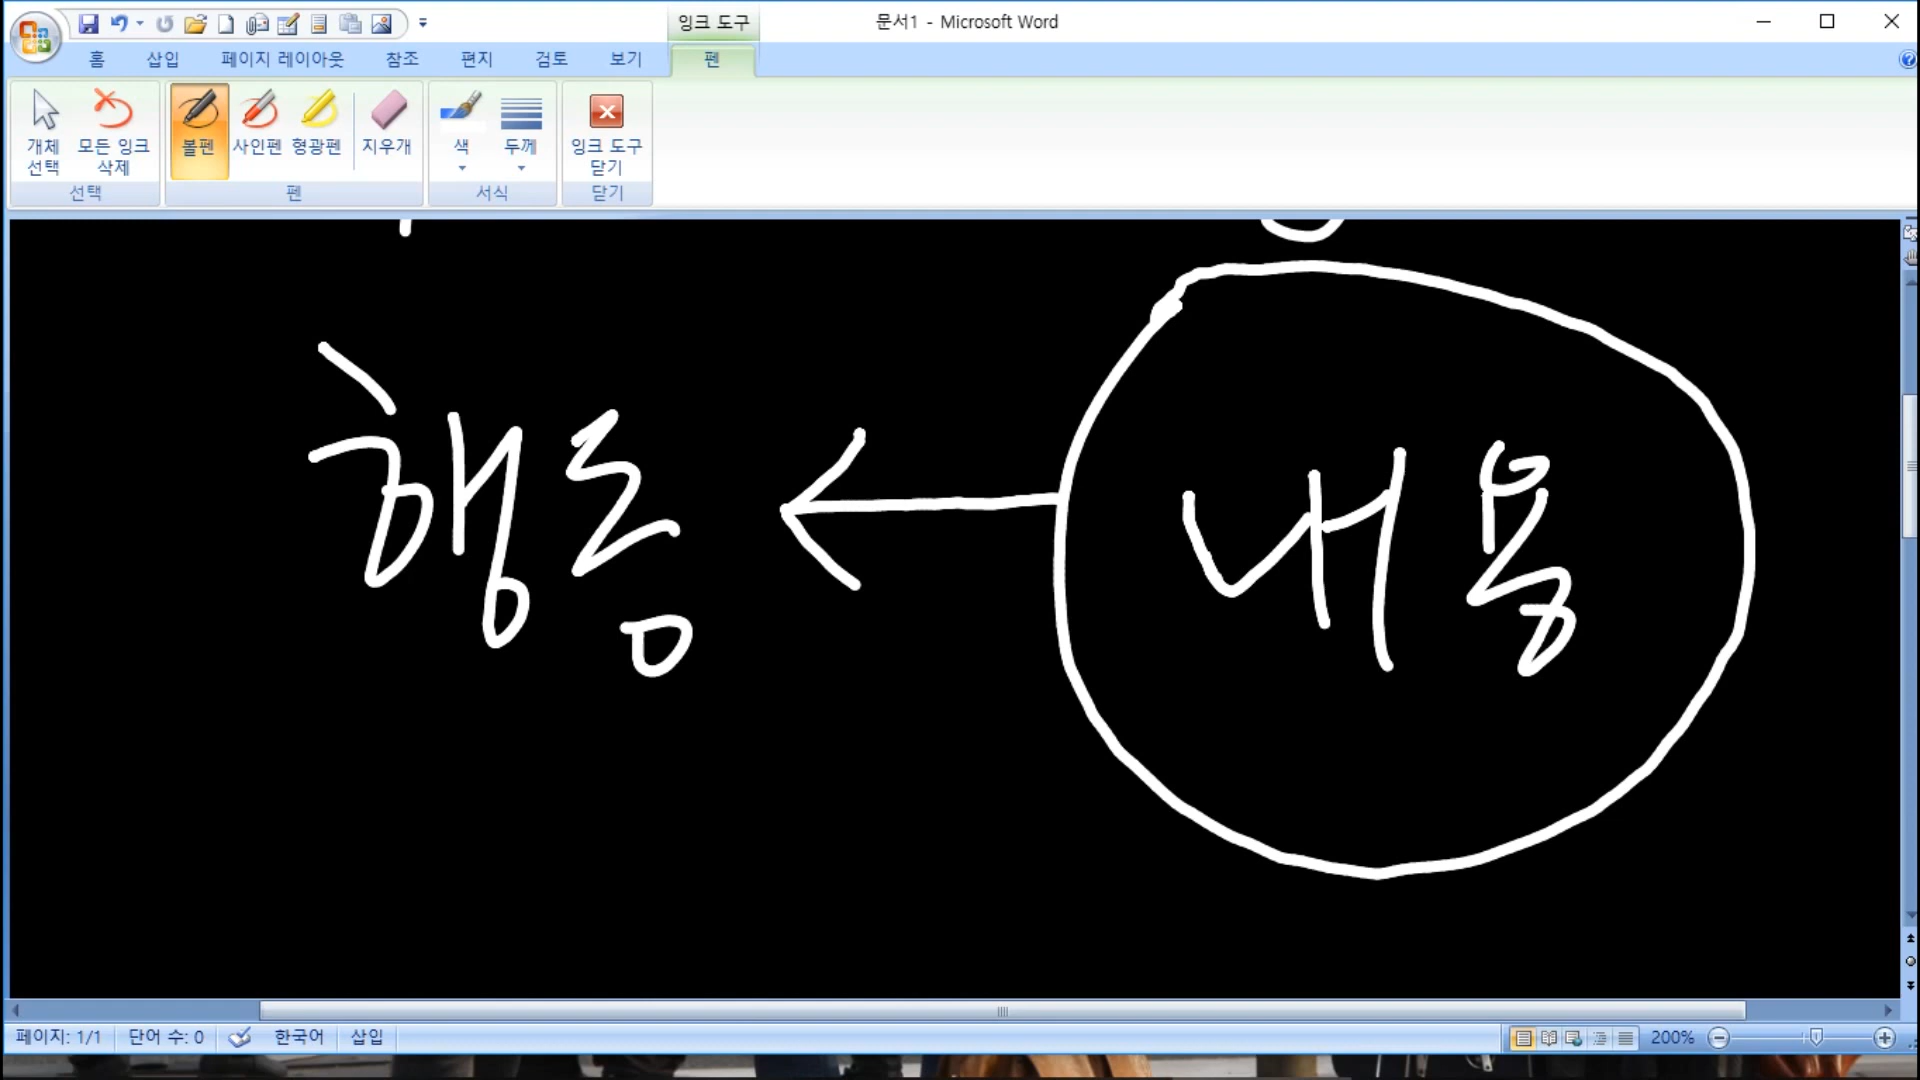 잉크 도구
문서1 - Microsoft Word
홈 삽입 페이지 레이아웃 참조 편지 검토 보기 펜
개체 선택 모든 잉크 삭제 볼펜 사인펜 형광펜 지우개 색 두께 잉크 도구 닫기
선택 펜 서식 닫기
행동 ← 내용
페이지: 1/1 단어 수: 0 한국어 삽입 200%